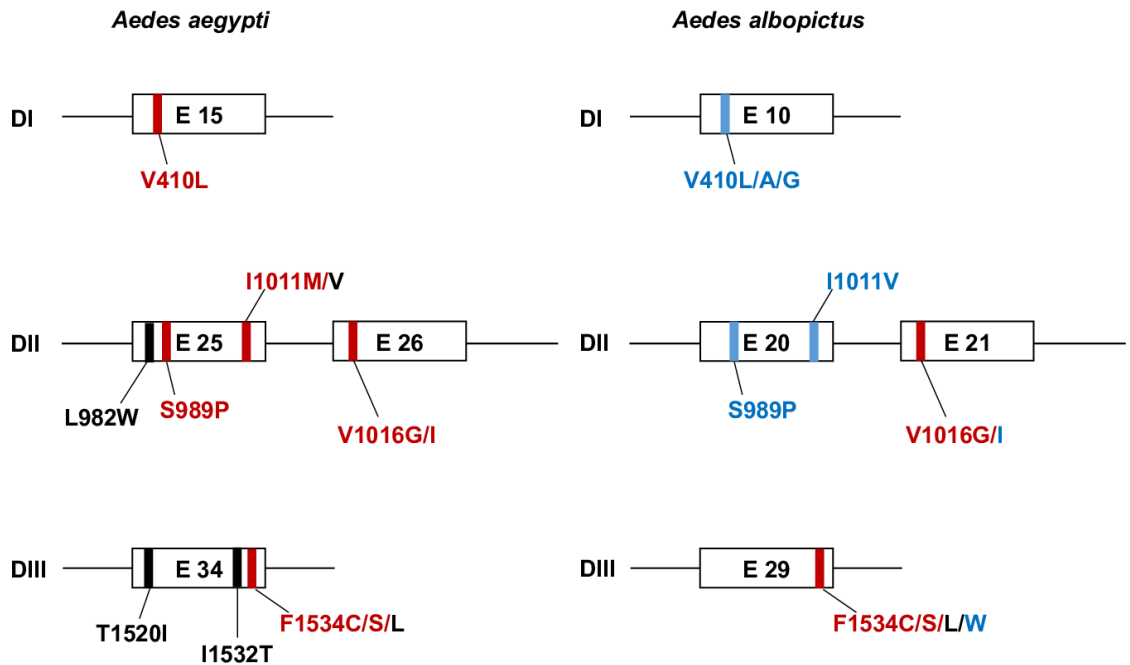 Aedes aegypti
Aedes albopictus
DI
E 15
V410L
DI
E 10
V410L/A/G
I1011M/V
DII
E 25
E 26
L982W
S989P
V1016G/I
I1011V
DII
E 20
E 21
S989P
V1016G/I
DIII
E 34
T1520I
I1532T
F1534C/S/L
DIII
E 29
F1534C/S/L/W